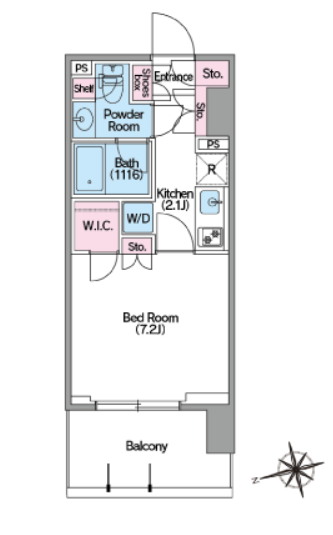 PS
Shoes
box
Entrance
Sto.
Shelf
Sto.
Powder
Room
PS
Bath
(1116)
R
Kitchen
(2.1J)
W.I.C.
W/D
Sto.
Bed Room
(7.2J)
Balcony
N